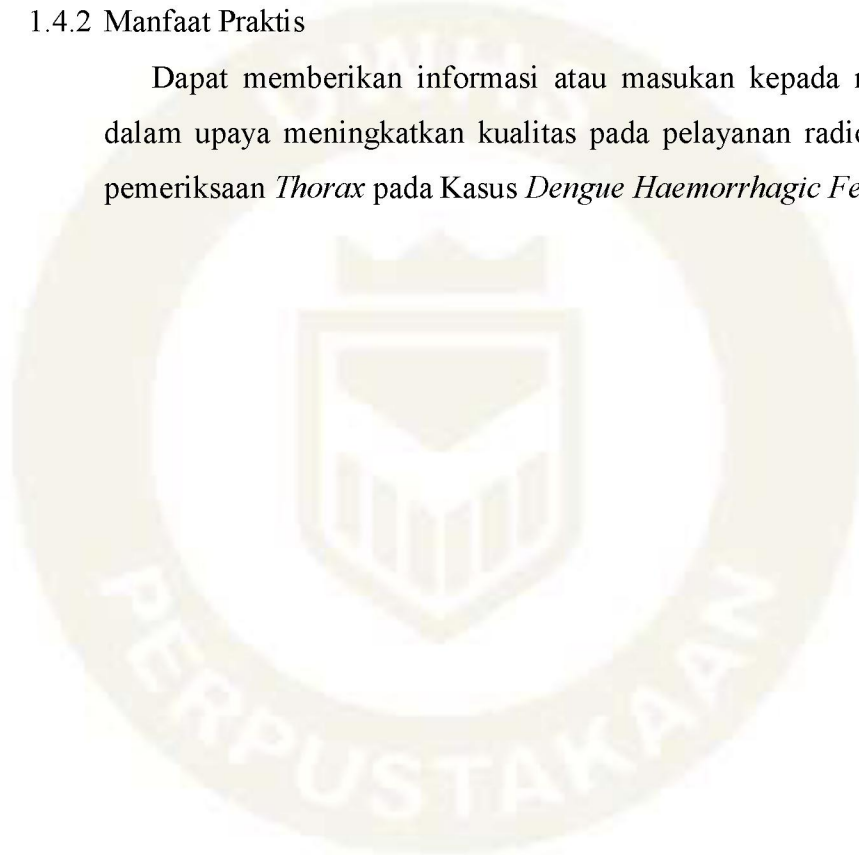 1.4.2 Manfaat Praktis
Dapat memberikan informasi atau masukan kepada
dalam upaya meningkatkan kualitas pada pelayanan
pemeriksaan Thorax pada Kasus Dengue Haemorrhagic
UWHS
PERPUSTAKAAN